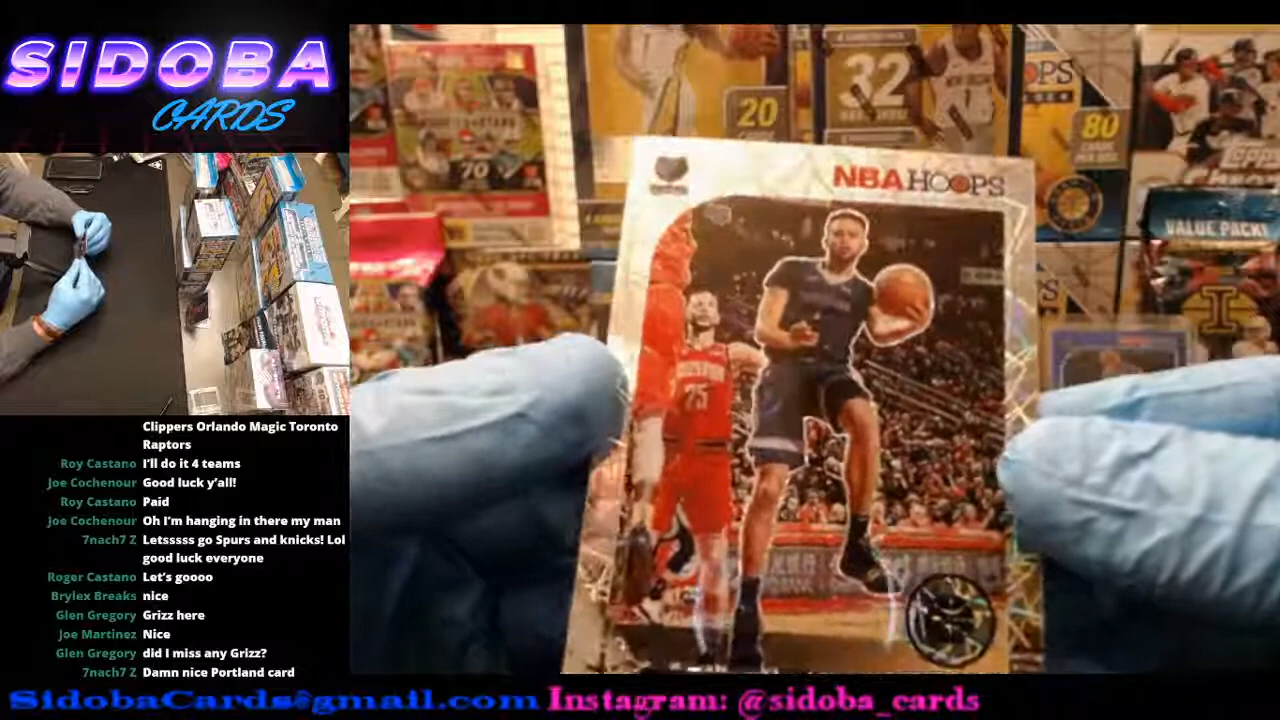 SIDOBA
CARDS
Clippers Orlando Magic Toronto
Raptors
Roy Castano I'll do it 4 teams
Joe Cochenour Good luck y'all!
Roy Castano Paid
Joe Cochenour Oh I'm hanging in there my man
7nach7 Z Letsssss go Spurs and knicks! Lol
good luck everyone
Roger Castano Let's goooo
Brylex Breaks nice
Glen Gregory Grizz here
Joe Martinez Nice
Glen Gregory did I miss any Grizz?
7nach7 Z Damn nice Portland card
NBA HOOPS
20
32
80
70
VALUE PACK!
SidobaCards@gmail.com Instagram: @sidoba_cards